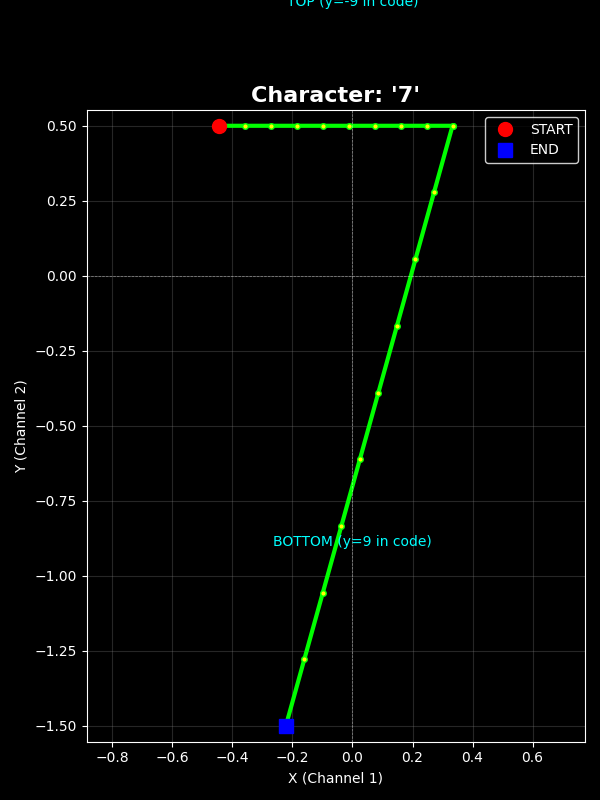 TOP (y=-9 in code)
Character: '7'
START
END
0.50
0.25
0.00
−0.25
−0.50
−0.75
−1.00
−1.25
−1.50
Y (Channel 2)
BOTTOM (y=9 in code)
−0.8 −0.6 −0.4 −0.2 0.0 0.2 0.4 0.6
X (Channel 1)